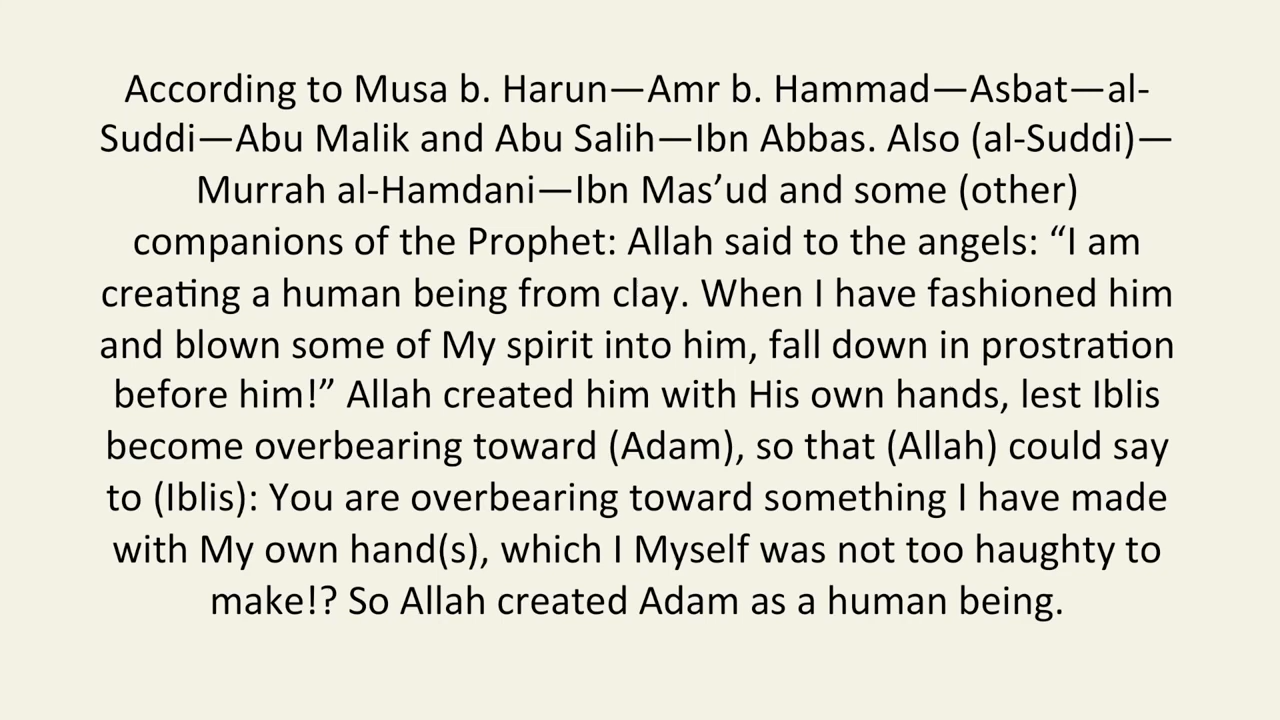 According to Musa b. Harun—Amr b. Hammad—Asbat—al-
Suddi—Abu Malik and Abu Salih—Ibn Abbas. Also (al-Suddi)—
Murrah al-Hamdani—Ibn Mas’ud and some (other)
companions of the Prophet: Allah said to the angels: “I am
creating a human being from clay. When I have fashioned him
and blown some of My spirit into him, fall down in prostration
before him!” Allah created him with His own hands, lest Iblis
become overbearing toward (Adam), so that (Allah) could say
to (Iblis): You are overbearing toward something I have made
with My own hand(s), which I Myself was not too haughty to
make!? So Allah created Adam as a human being.